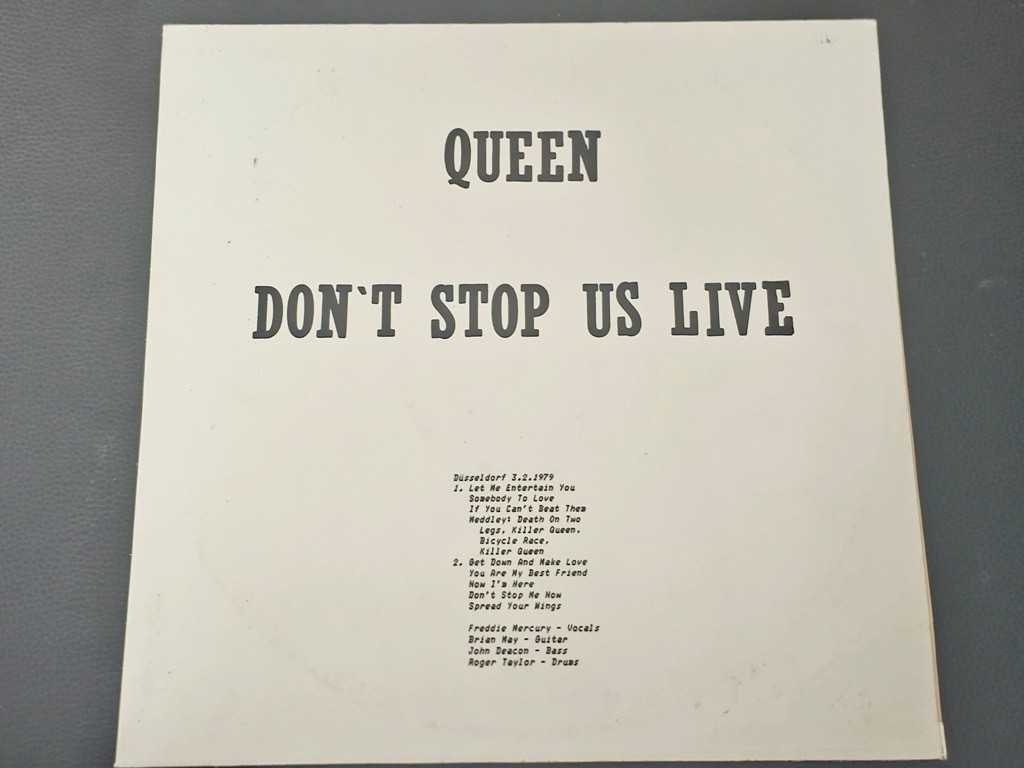 QUEEN
DON`T STOP US LIVE
Düsseldorf 3.2.1979
1. Let Me Entertain You
Somebody To Love
If You Can't Beat Them
Meddley: Death On Two
Legs, Killer Queen,
Bicycle Race,
Killer Queen
2. Get Down And Make Love
You Are My Best Friend
Now I'm Here
Don't Stop Me Now
Spread Your Wings
Freddie Mercury - Vocals
Brian May - Guitar
John Deacon - Bass
Roger Taylor - Drums